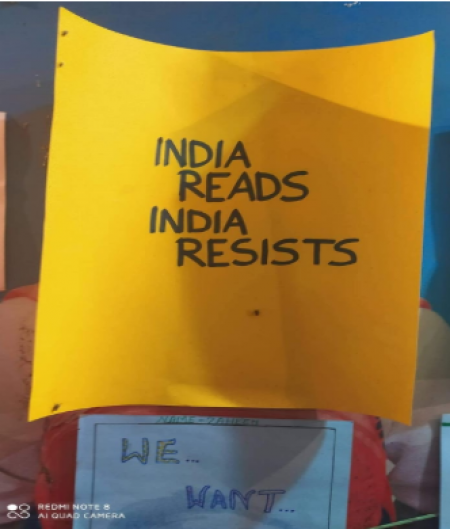 INDIA
READS
INDIA
RESISTS
WE...
WANT...
REDMI NOTE 8
AI QUAD CAMERA